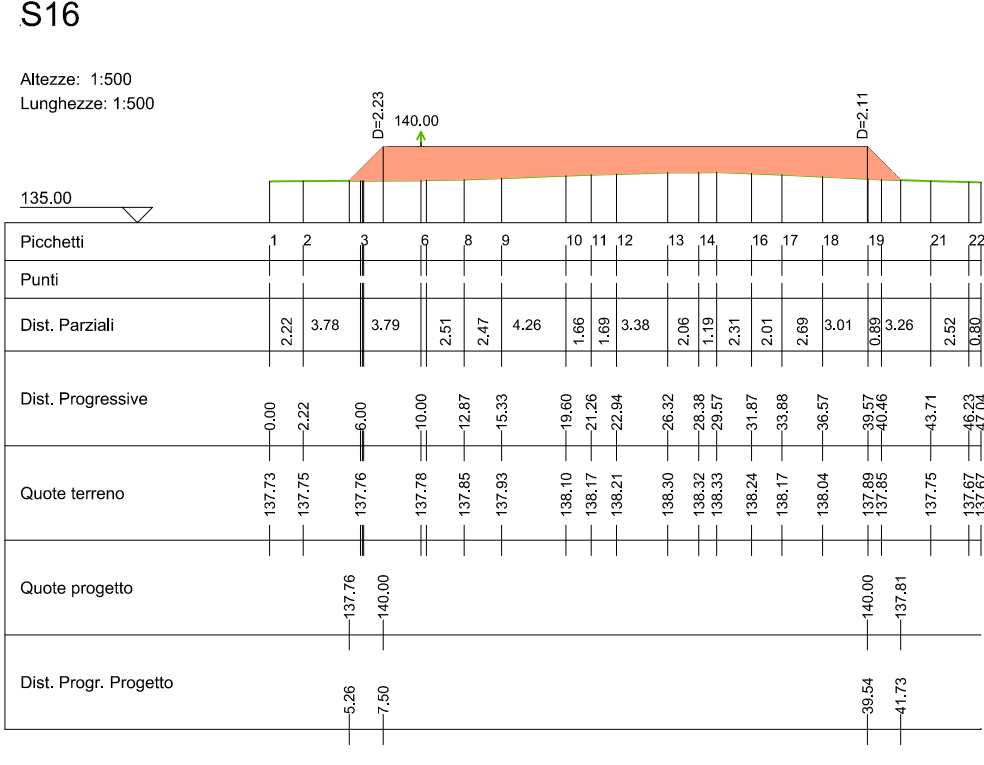 S16
Altezze: 1:500
Lunghezze: 1:500
D=2.23
140.00
D=2.11
135.00
Picchetti 1 2 3 6 8 9 10 11 12 13 14 16 17 18 19 21 22
Punti
Dist. Parziali 2.22 3.78 3.79 2.51 2.47 4.26 1.66 1.69 3.38 2.06 1.19 2.31 2.01 2.69 3.01 0.89 3.26 2.52 0.80
Dist. Progressive 0.00 2.22 6.00 10.00 12.87 15.33 19.60 21.26 22.94 26.32 28.38 29.57 31.87 33.88 36.57 39.57 40.46 43.71 46.23 47.04
Quote terreno 137.73 137.75 137.76 137.78 137.85 137.93 138.10 138.17 138.21 138.30 138.32 138.33 138.24 138.17 138.04 137.89 137.85 137.75 137.67 137.67
Quote progetto 137.76 140.00 140.00 137.81
Dist. Progr. Progetto 5.26 7.50 39.54 41.73